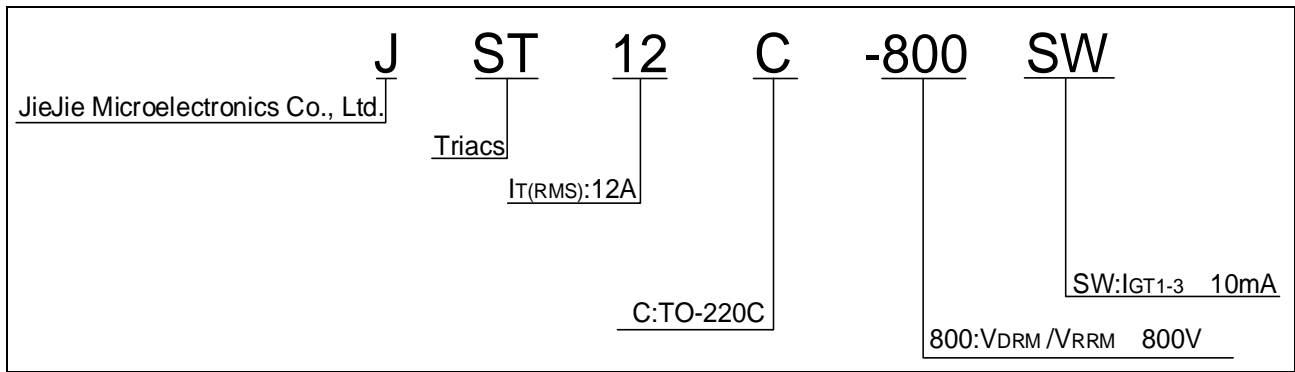 J ST 12 C -800 SW
JieJie Microelectronics Co., Ltd.
Triacs
IT(RMS):12A
SW:IGT1-3 10mA
C:TO-220C
800:VDRM /VRRM 800V